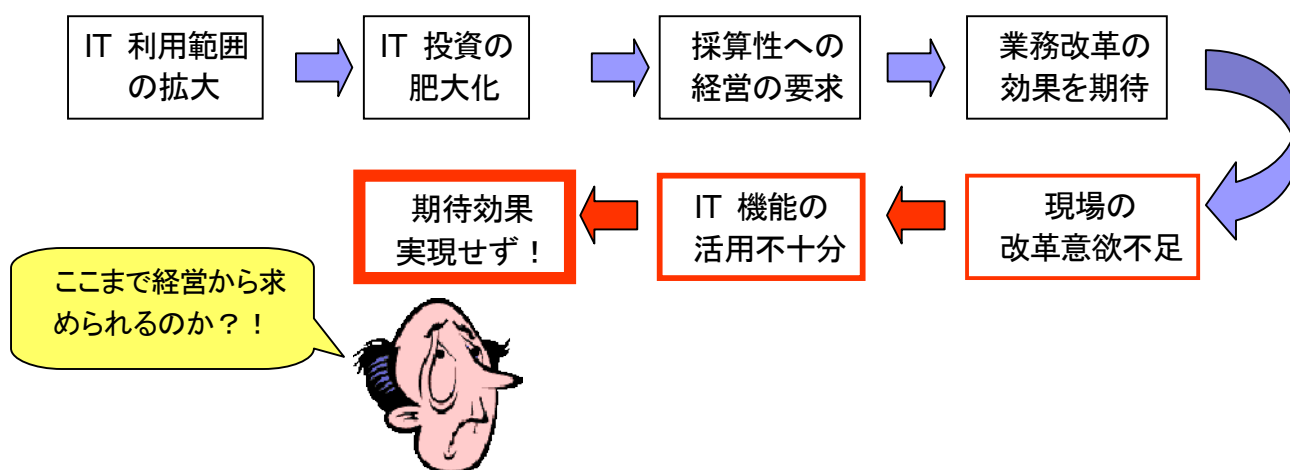 IT 利用範囲
の拡大
IT 投資の
肥大化
採算性への
経営の要求
業務改革の
効果を期待
現場の
改革意欲不足
IT 機能の
活用不十分
期待効果
実現せず！
ここまで経営から求
められるのか？！